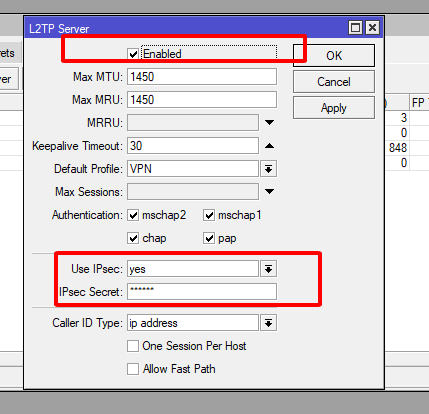 L2TP Server
Enabled
OK
Max MTU: 1450
Cancel
Max MRU: 1450
Apply
MRRU:
Keepalive Timeout: 30
Default Profile: VPN
Max Sessions:
Authentication: mschap2 mschap1
chap pap
Use IPsec: yes
IPsec Secret: ******
Caller ID Type: ip address
One Session Per Host
Allow Fast Path
rets
ver
) FP
3
0
848
0